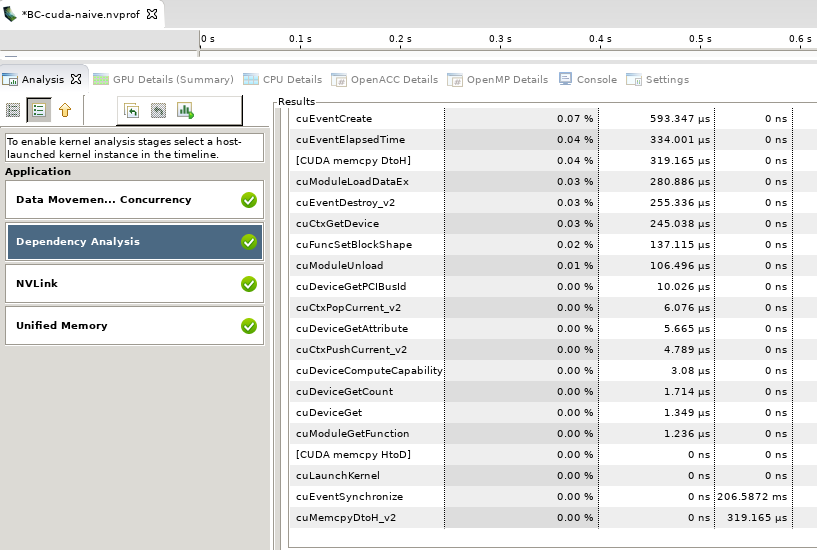 *BC-cuda-naive.nvprof
0 s 0.1 s 0.2 s 0.3 s 0.4 s 0.5 s 0.6 s
Analysis GPU Details (Summary) CPU Details OpenACC Details OpenMP Details Console Settings
To enable kernel analysis stages select a host-
launched kernel instance in the timeline.
Application
Data Movemen... Concurrency
Dependency Analysis
NVLink
Unified Memory
Results
cuEventCreate 0.07 % 593.347 µs 0 ns
cuEventElapsedTime 0.04 % 334.001 µs 0 ns
[CUDA memcpy DtoH] 0.04 % 319.165 µs 0 ns
cuModuleLoadDataEx 0.03 % 280.886 µs 0 ns
cuEventDestroy_v2 0.03 % 255.336 µs 0 ns
cuCtxGetDevice 0.03 % 245.038 µs 0 ns
cuFuncSetBlockShape 0.02 % 137.115 µs 0 ns
cuModuleUnload 0.01 % 106.496 µs 0 ns
cuDeviceGetPCIBusId 0.00 % 10.026 µs 0 ns
cuCtxPopCurrent_v2 0.00 % 6.076 µs 0 ns
cuDeviceGetAttribute 0.00 % 5.665 µs 0 ns
cuCtxPushCurrent_v2 0.00 % 4.789 µs 0 ns
cuDeviceComputeCapability 0.00 % 3.08 µs 0 ns
cuDeviceGetCount 0.00 % 1.714 µs 0 ns
cuDeviceGet 0.00 % 1.349 µs 0 ns
cuModuleGetFunction 0.00 % 1.236 µs 0 ns
[CUDA memcpy HtoD] 0.00 % 0 ns 0 ns
cuLaunchKernel 0.00 % 0 ns 0 ns
cuEventSynchronize 0.00 % 0 ns 206.5872 ms
cuMemcpyDtoH_v2 0.00 % 0 ns 319.165 µs